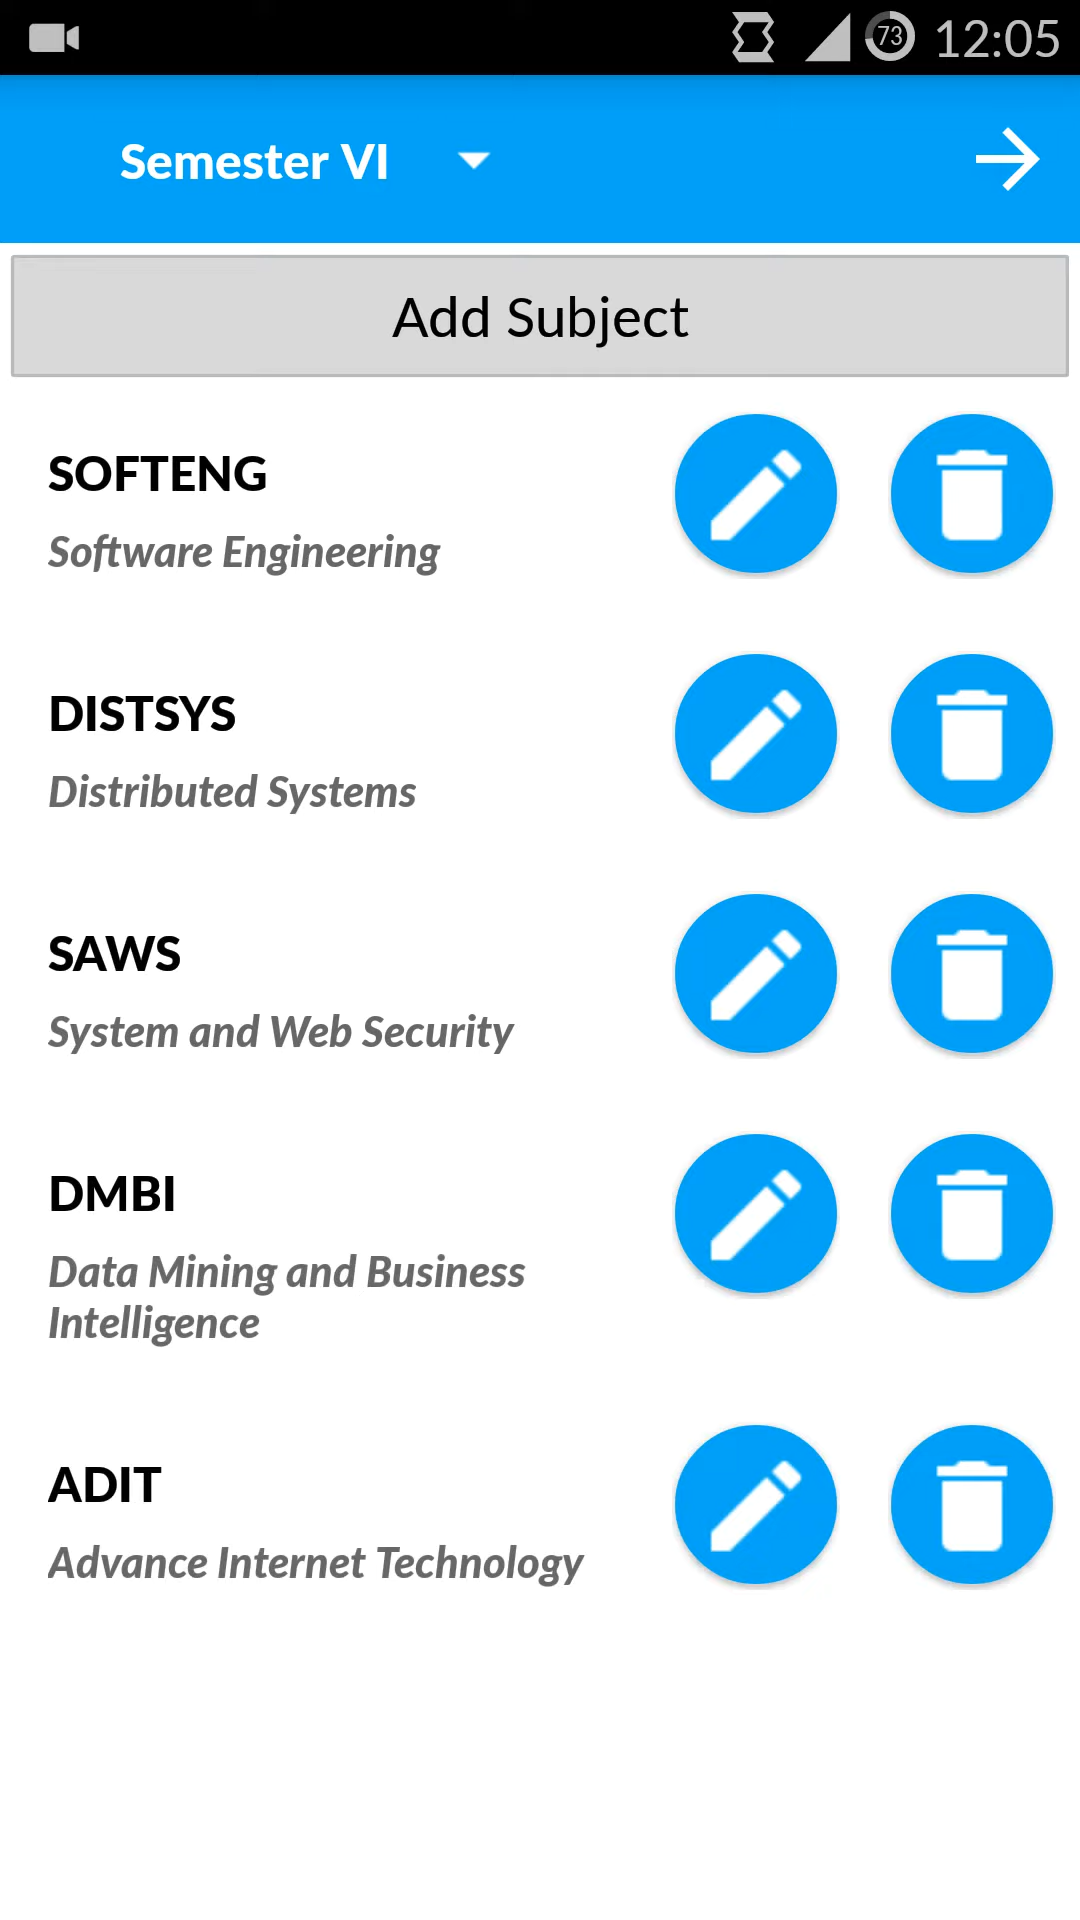 73 12:05
Semester VI
Add Subject
SOFTENG
Software Engineering
DISTSYS
Distributed Systems
SAWS
System and Web Security
DMBI
Data Mining and Business
Intelligence
ADIT
Advance Internet Technology